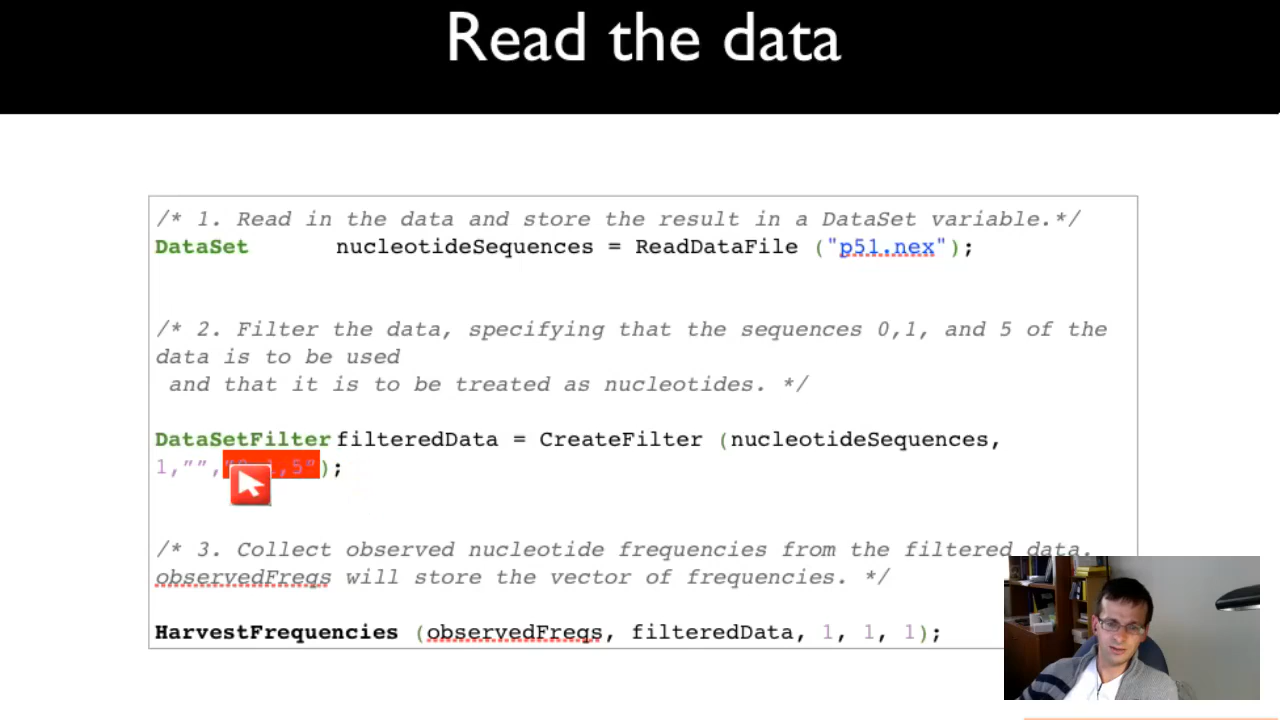 Read the data
/* 1. Read in the data and store the result in a DataSet variable.*/
DataSet nucleotideSequences = ReadDataFile ("p51.nex");
/* 2. Filter the data, specifying that the sequences 0,1, and 5 of the
data is to be used
and that it is to be treated as nucleotides. */
DataSetFilter filteredData = CreateFilter (nucleotideSequences,
1,"","0,1,5");
/* 3. Collect observed nucleotide frequencies from the filtered data.
observedFreqs will store the vector of frequencies. */
HarvestFrequencies (observedFreqs, filteredData, 1, 1, 1);